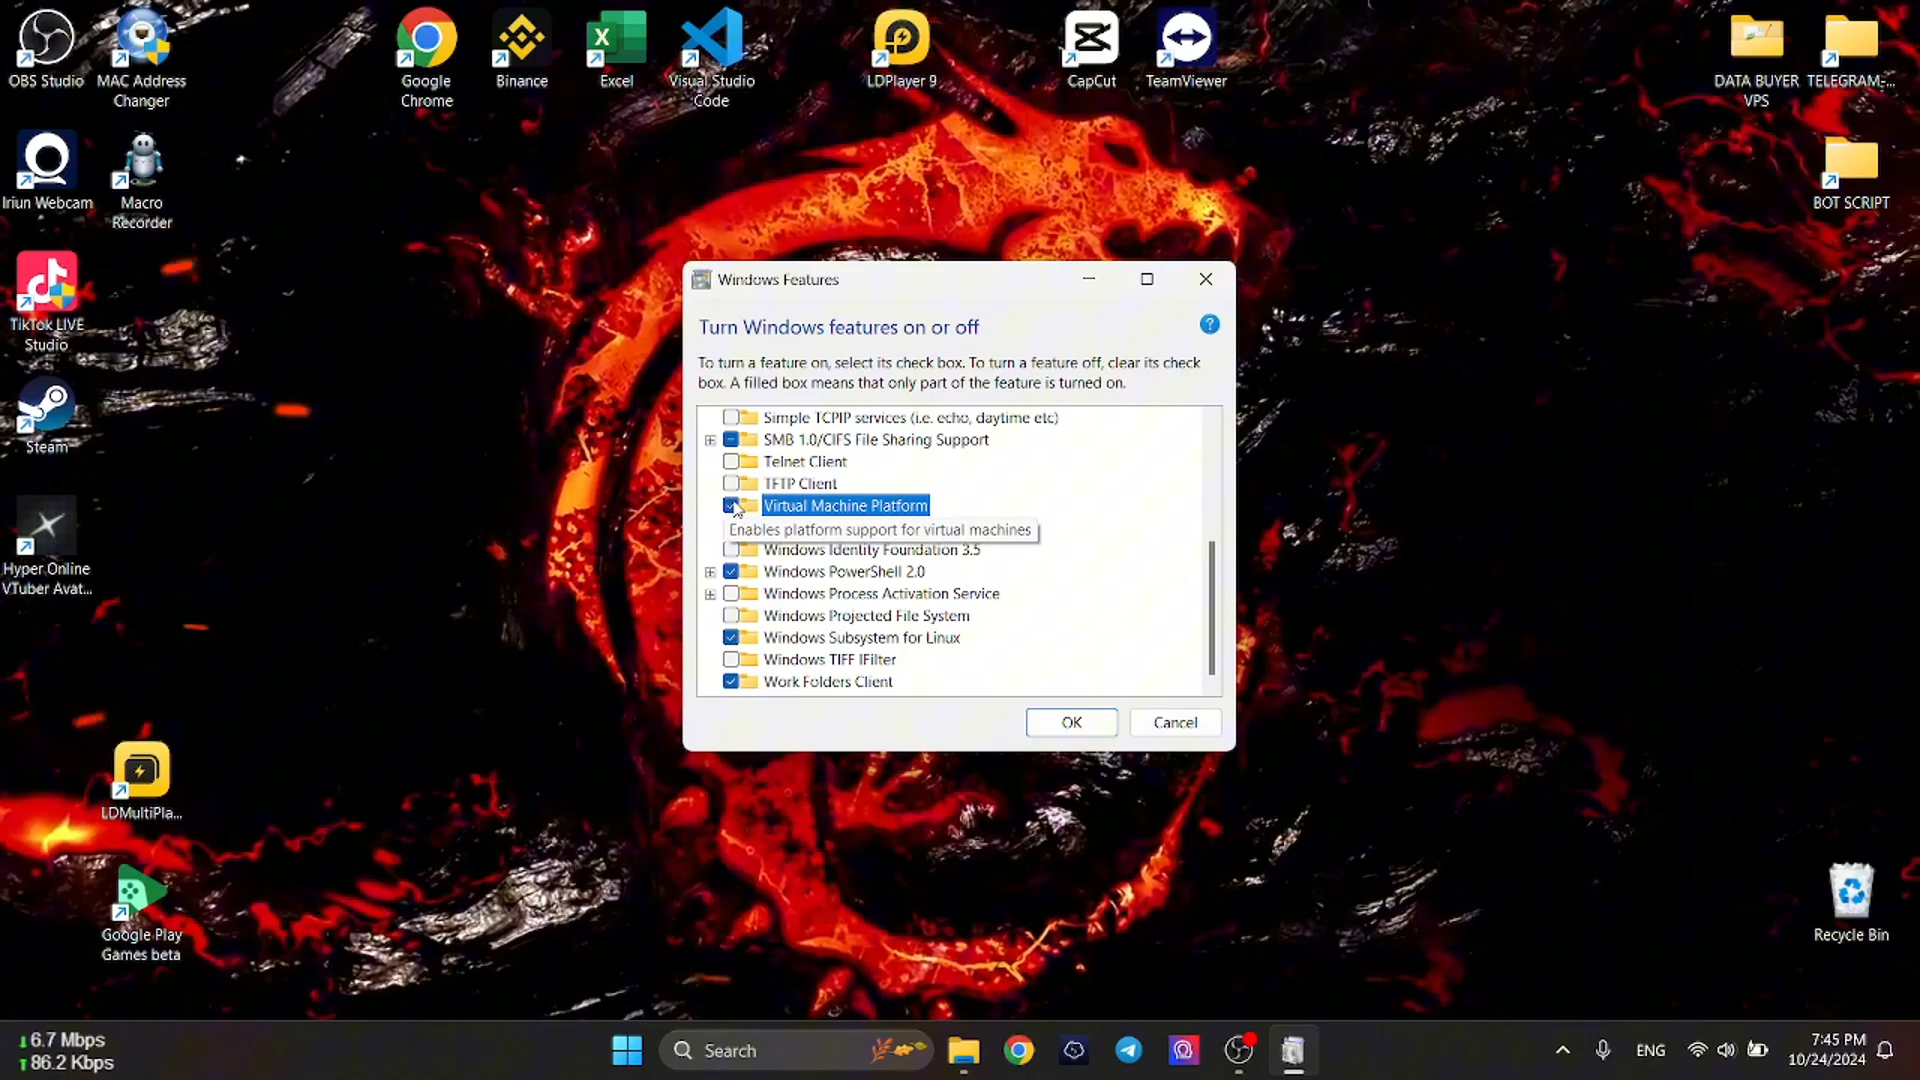 OBS Studio
MAC Address
Changer
Google
Chrome
Binance
Excel
Visual Studio
Code
LDPlayer 9
CapCut
TeamViewer
DATA BUYER
VPS
TELEGRAM-...
Iriun Webcam
Macro
Recorder
BOT SCRIPT
TikTok LIVE
Studio
Steam
Hyper Online
VTuber Avat...
LDMultiPla...
Google Play
Games beta
Recycle Bin
Windows Features
Turn Windows features on or off
To turn a feature on, select its check box. To turn a feature off, clear its check
box. A filled box means that only part of the feature is turned on.
Simple TCPIP services (i.e. echo, daytime etc)
SMB 1.0/CIFS File Sharing Support
Telnet Client
TFTP Client
Virtual Machine Platform
Enables platform support for virtual machines
Windows Identity Foundation 3.5
Windows PowerShell 2.0
Windows Process Activation Service
Windows Projected File System
Windows Subsystem for Linux
Windows TIFF IFilter
Work Folders Client
OK
Cancel
↓6.7 Mbps
↑86.2 Kbps
Search
ENG
7:45 PM
10/24/2024